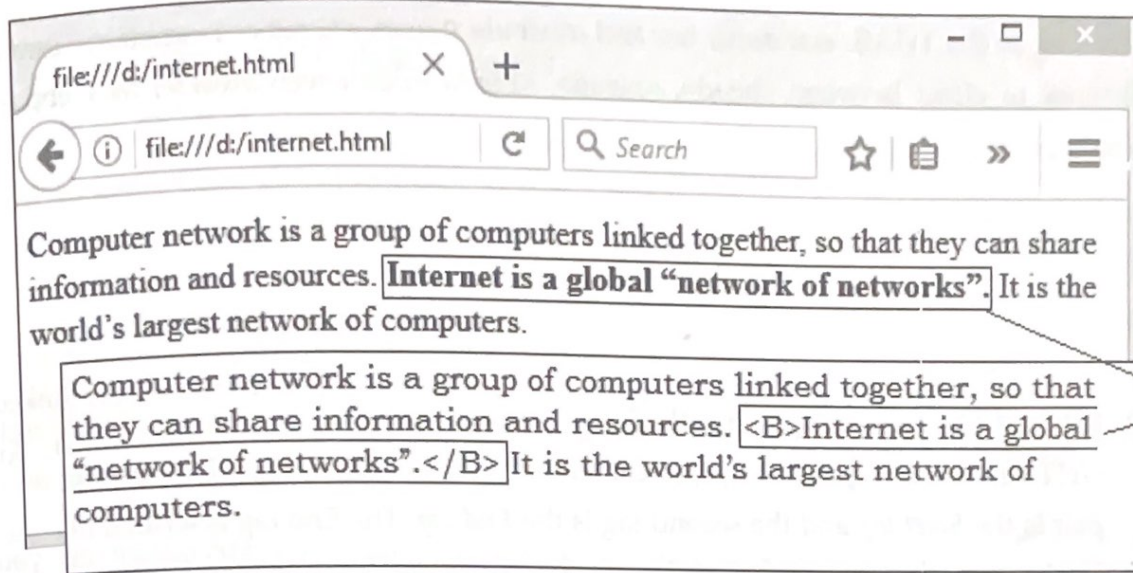 file:///d:/internet.html
file:///d:/internet.html
Search
Computer network is a group of computers linked together, so that they can share
information and resources. Internet is a global “network of networks”. It is the
world’s largest network of computers.
Computer network is a group of computers linked together, so that
they can share information and resources. <B>Internet is a global
“network of networks”.</B> It is the world’s largest network of
computers.